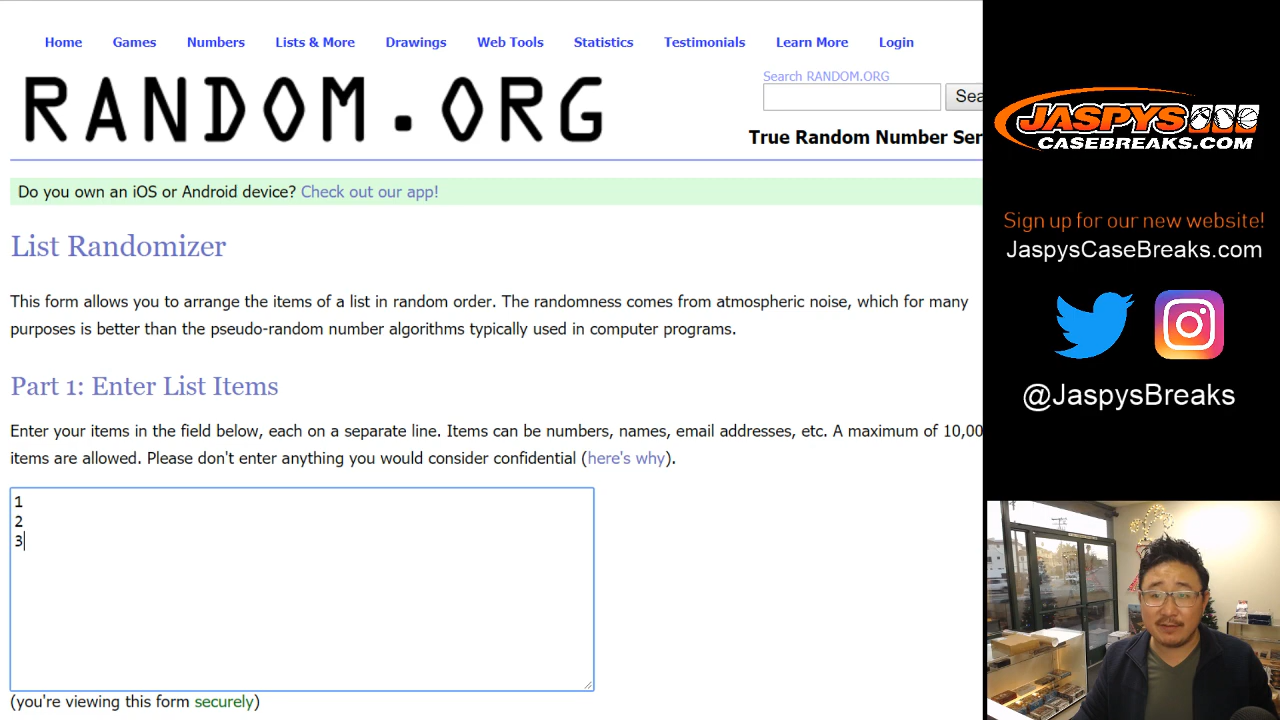 Home Games Numbers Lists & More Drawings Web Tools Statistics Testimonials Learn More Login
RANDOM.ORG
Search RANDOM.ORG
Sea
True Random Number Ser
Do you own an iOS or Android device? Check out our app!
List Randomizer
This form allows you to arrange the items of a list in random order. The randomness comes from atmospheric noise, which for many
purposes is better than the pseudo-random number algorithms typically used in computer programs.
Part 1: Enter List Items
Enter your items in the field below, each on a separate line. Items can be numbers, names, email addresses, etc. A maximum of 10,00
items are allowed. Please don't enter anything you would consider confidential (here's why).
1
2
3
(you're viewing this form securely)
JASPYS
CASEBREAKS.COM
Sign up for our new website!
JaspysCaseBreaks.com
@JaspysBreaks